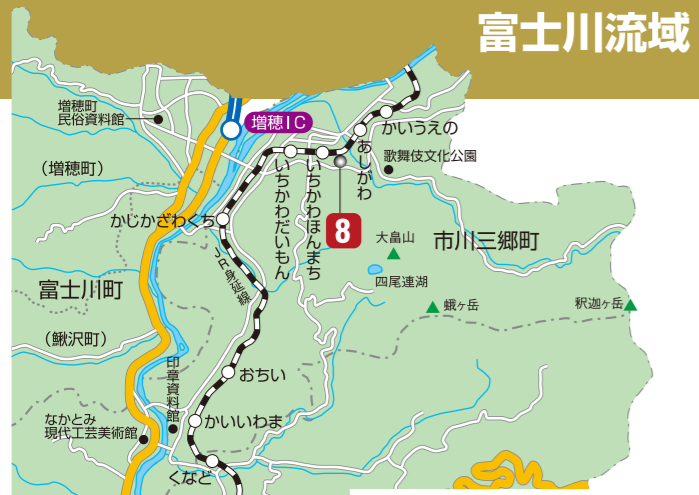 富士川流域
増穂町
民俗資料館
増穂IC
かいうえの
あしがわ
歌舞伎文化公園
(増穂町)
いちかわほんまち
いちかわだいもん
かじかざわくち
8
大畠山
市川三郷町
JR身延線
四尾連湖
富士川町
蛾ヶ岳
釈迦ヶ岳
(鰍沢町)
印章資料館
おちい
なかとみ
現代工芸美術館
かいいわま
くなど